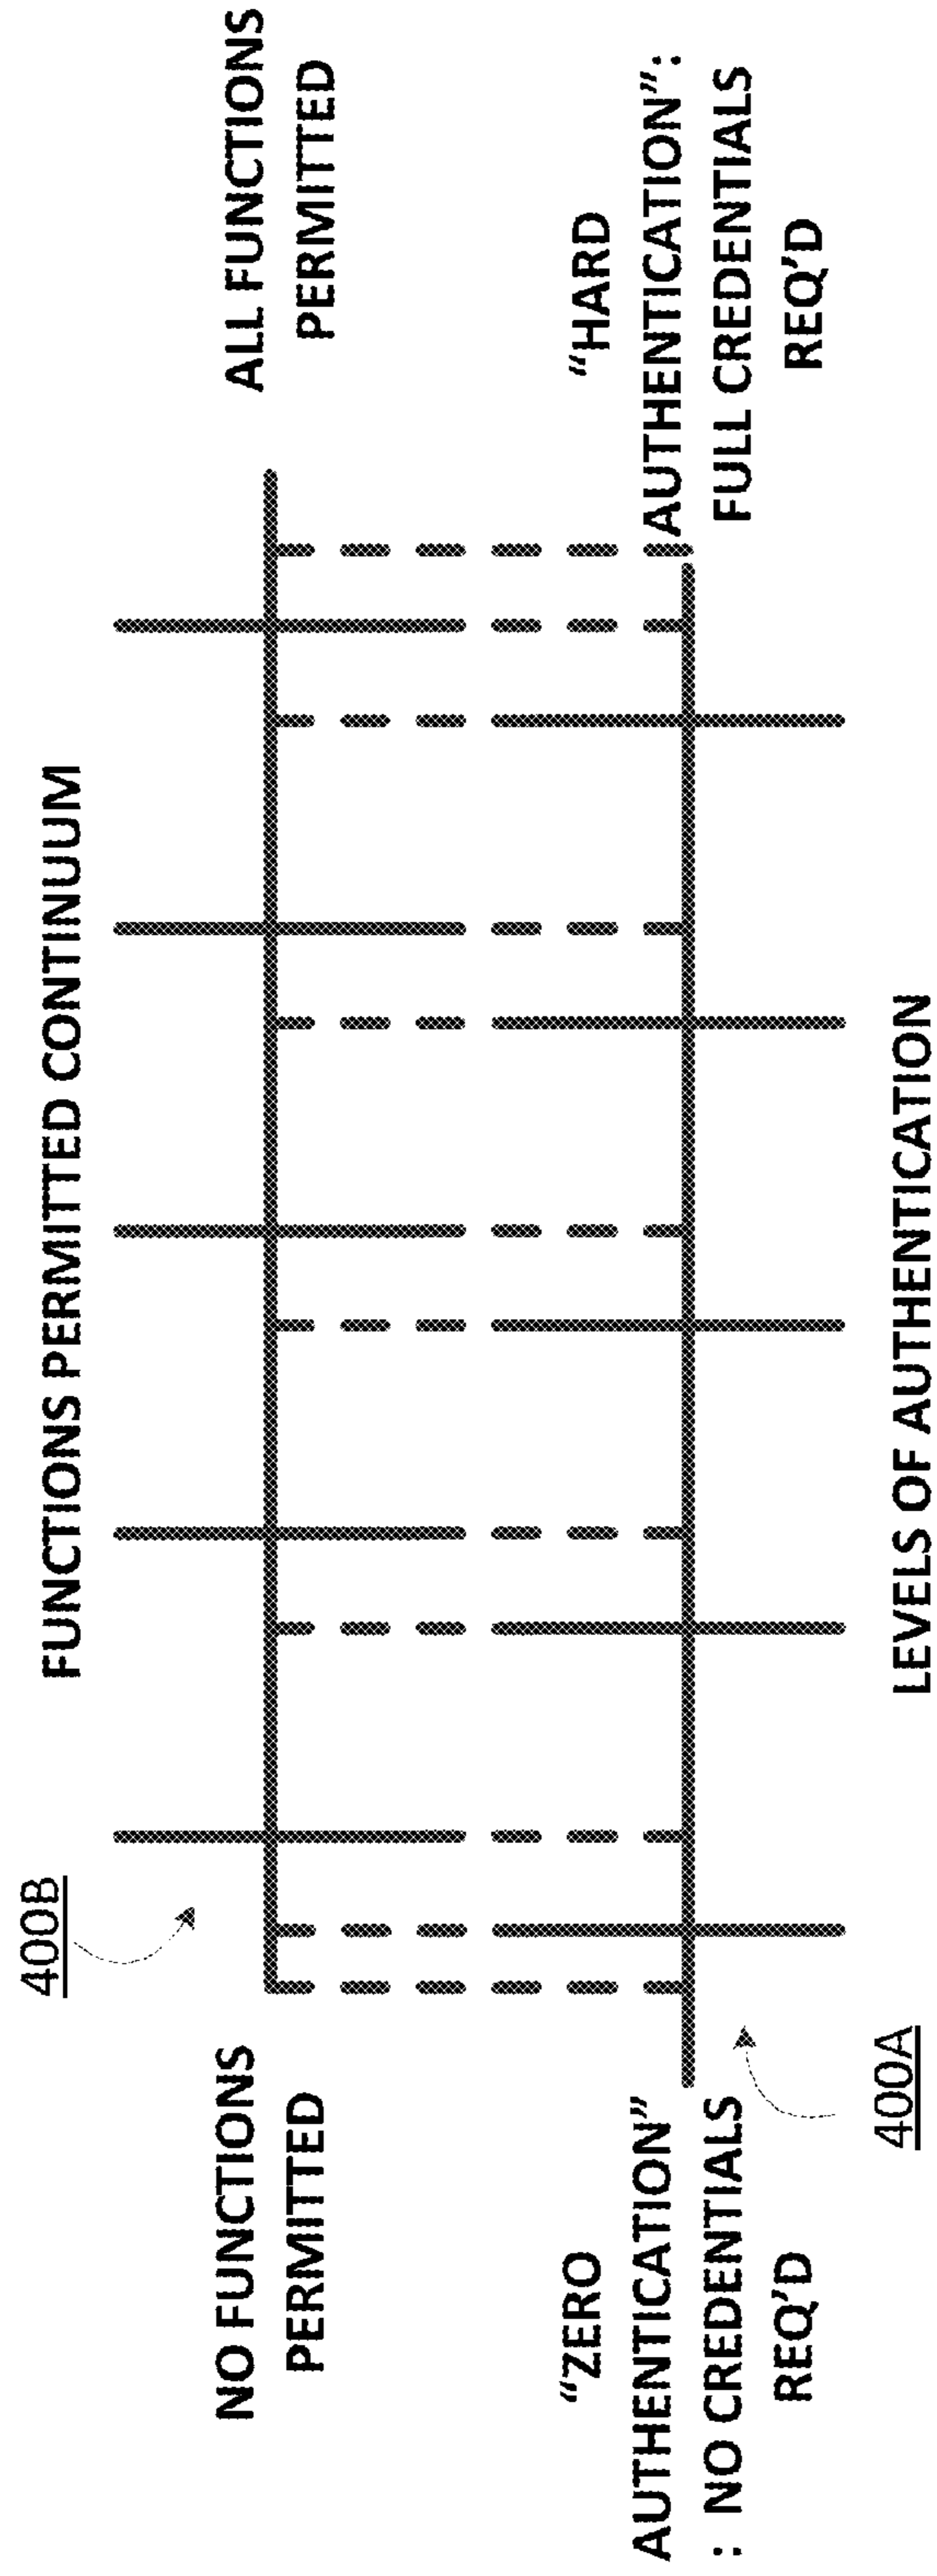 FUNCTIONS PERMITTED CONTINUUM
400B
NO FUNCTIONS
PERMITTED
ALL FUNCTIONS
PERMITTED
“ZERO
AUTHENTICATION”
: NO CREDENTIALS
REQ’D
“HARD
AUTHENTICATION”:
FULL CREDENTIALS
REQ’D
400A
LEVELS OF AUTHENTICATION